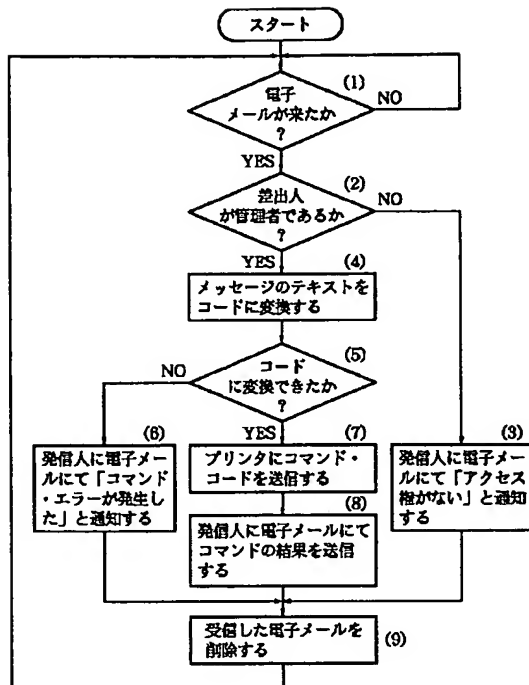 スタート
(1)
電子
メールが来たか
?
NO
YES
(2)
差出人
が管理者であるか
?
NO
YES
(4)
メッセージのテキストを
コードに変換する
(5)
コード
に変換できたか
?
NO
YES
(6)
発信人に電子メー
ルにて「コマンド
・エラーが発生し
た」と通知する
(7)
プリンタにコマンド・
コードを送信する
(3)
発信人に電子メー
ルにて「アクセス
権がない」と通知
する
(8)
発信人に電子メールにて
コマンドの結果を送信
する
受信した電子メールを
削除する
(9)